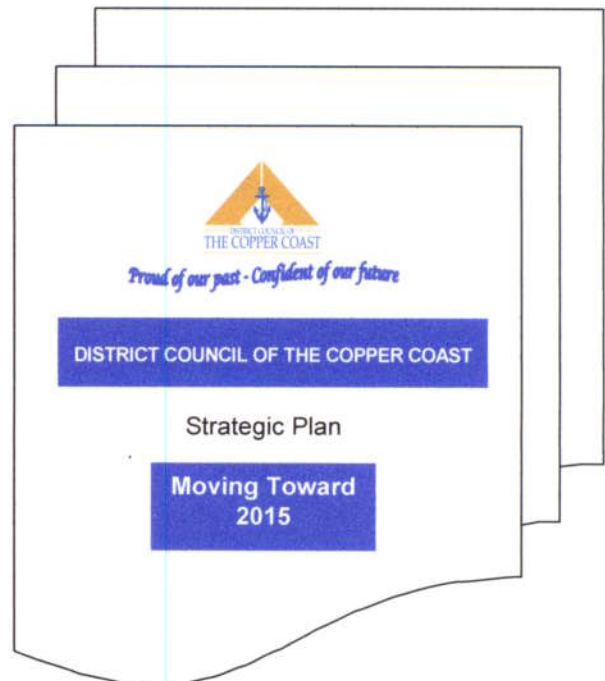 DISTRICT COUNCIL OF
THE COPPER COAST
Proud of our past - Confident of our future
DISTRICT COUNCIL OF THE COPPER COAST
Strategic Plan
Moving Toward
2015